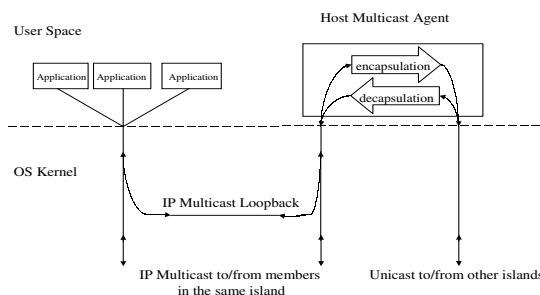 Host Multicast Agent
User Space
Application
Application
Application
encapsulation
decapsulation
OS Kernel
IP Multicast Loopback
IP Multicast to/from members
in the same island
Unicast to/from other islands